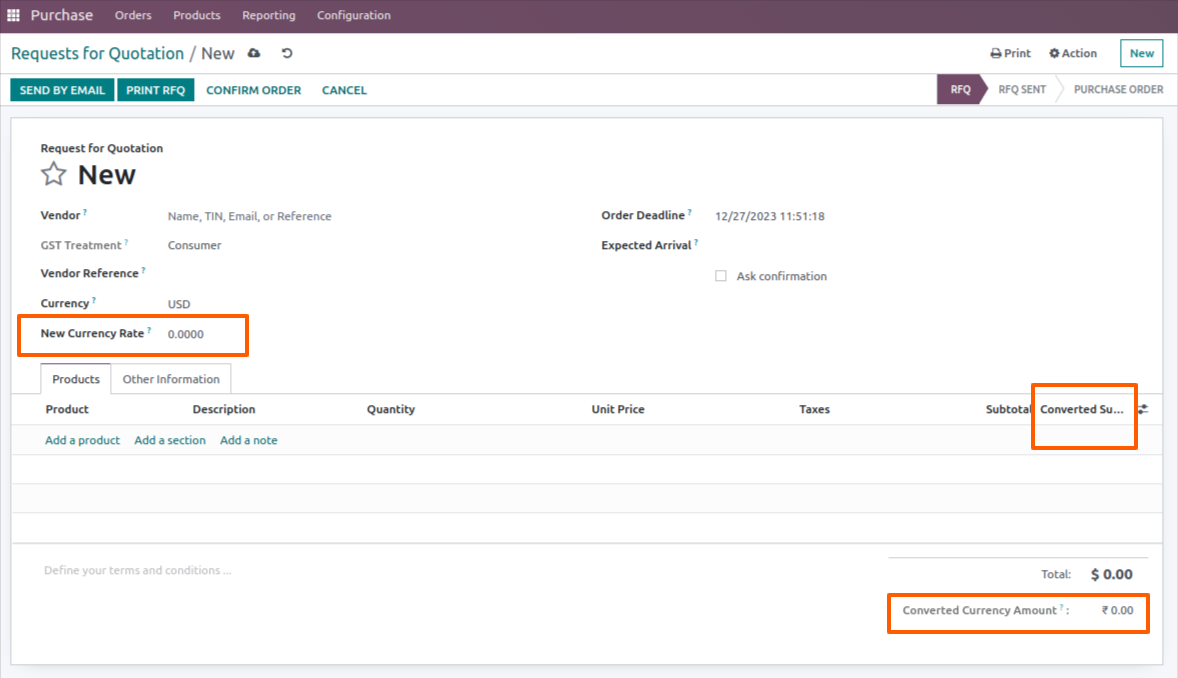 Purchase Orders Products Reporting Configuration
Requests for Quotation / New Print Action New
SEND BY EMAIL PRINT RFQ CONFIRM ORDER CANCEL RFQ RFQ SENT PURCHASE ORDER
Request for Quotation
New
Vendor ? Name, TIN, Email, or Reference Order Deadline ? 12/27/2023 11:51:18
GST Treatment ? Consumer Expected Arrival ?
Vendor Reference ? Ask confirmation
Currency ? USD
New Currency Rate ? 0.0000
Products Other Information
Product Description Quantity Unit Price Taxes Subtotal Converted Su...
Add a product Add a section Add a note
Define your terms and conditions ... Total: $ 0.00
Converted Currency Amount ? : ₹ 0.00